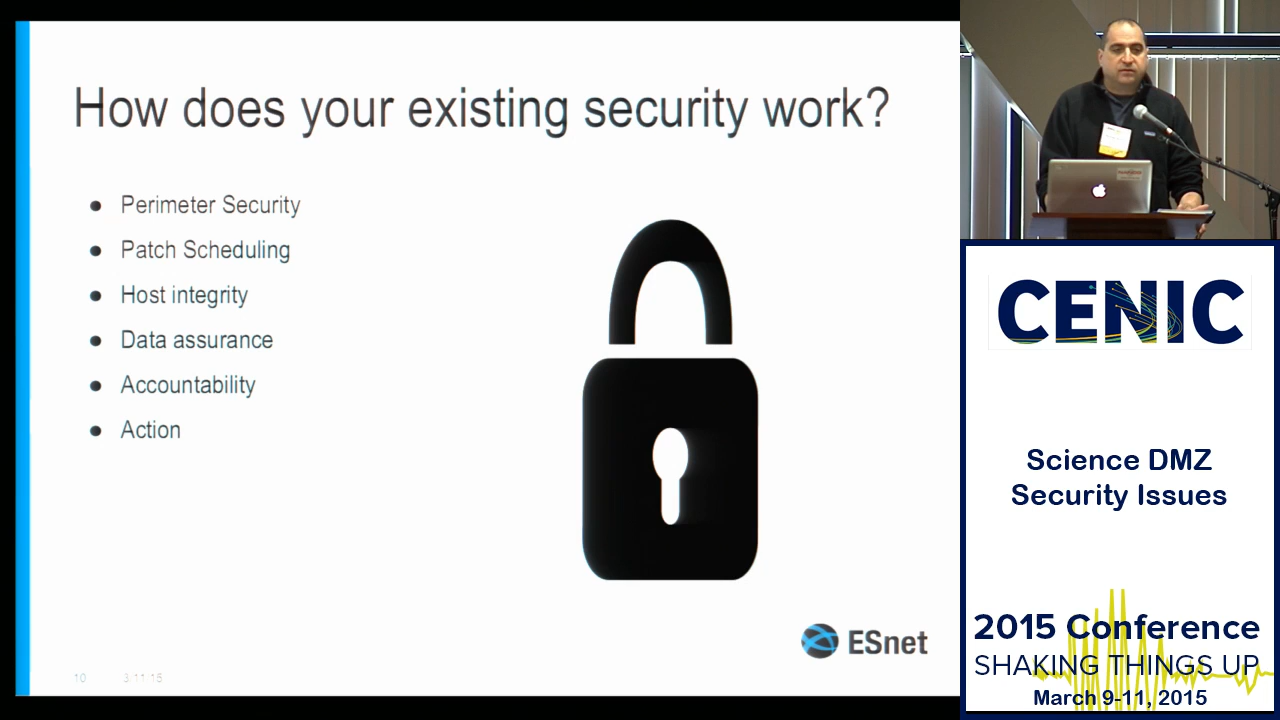 How does your existing security work?
Perimeter Security
Patch Scheduling
Host integrity
Data assurance
Accountability
Action
ESnet
10 3/11/15
CENIC
Science DMZ
Security Issues
2015 Conference
SHAKING THINGS UP
March 9-11, 2015